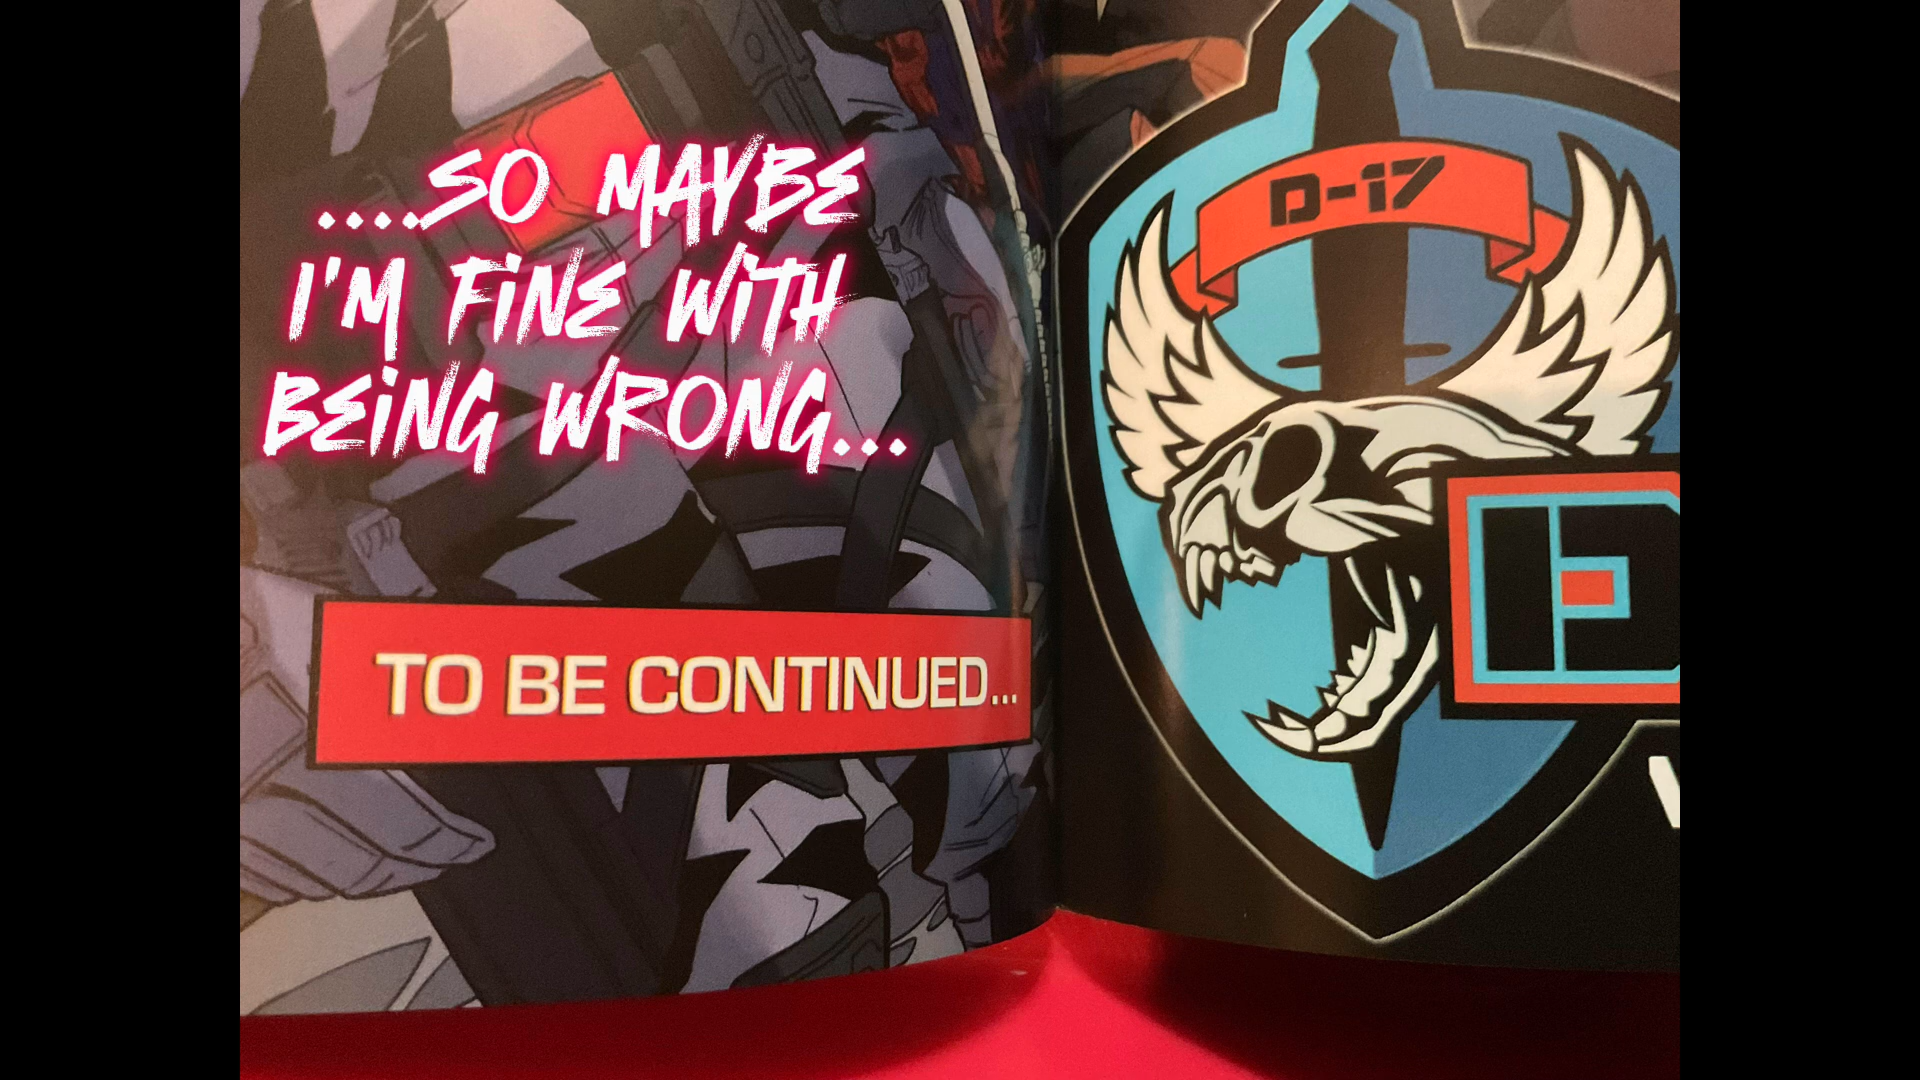 ....SO MAYBE
I'M FINE WITH
BEING WRONG...
TO BE CONTINUED...
D-17